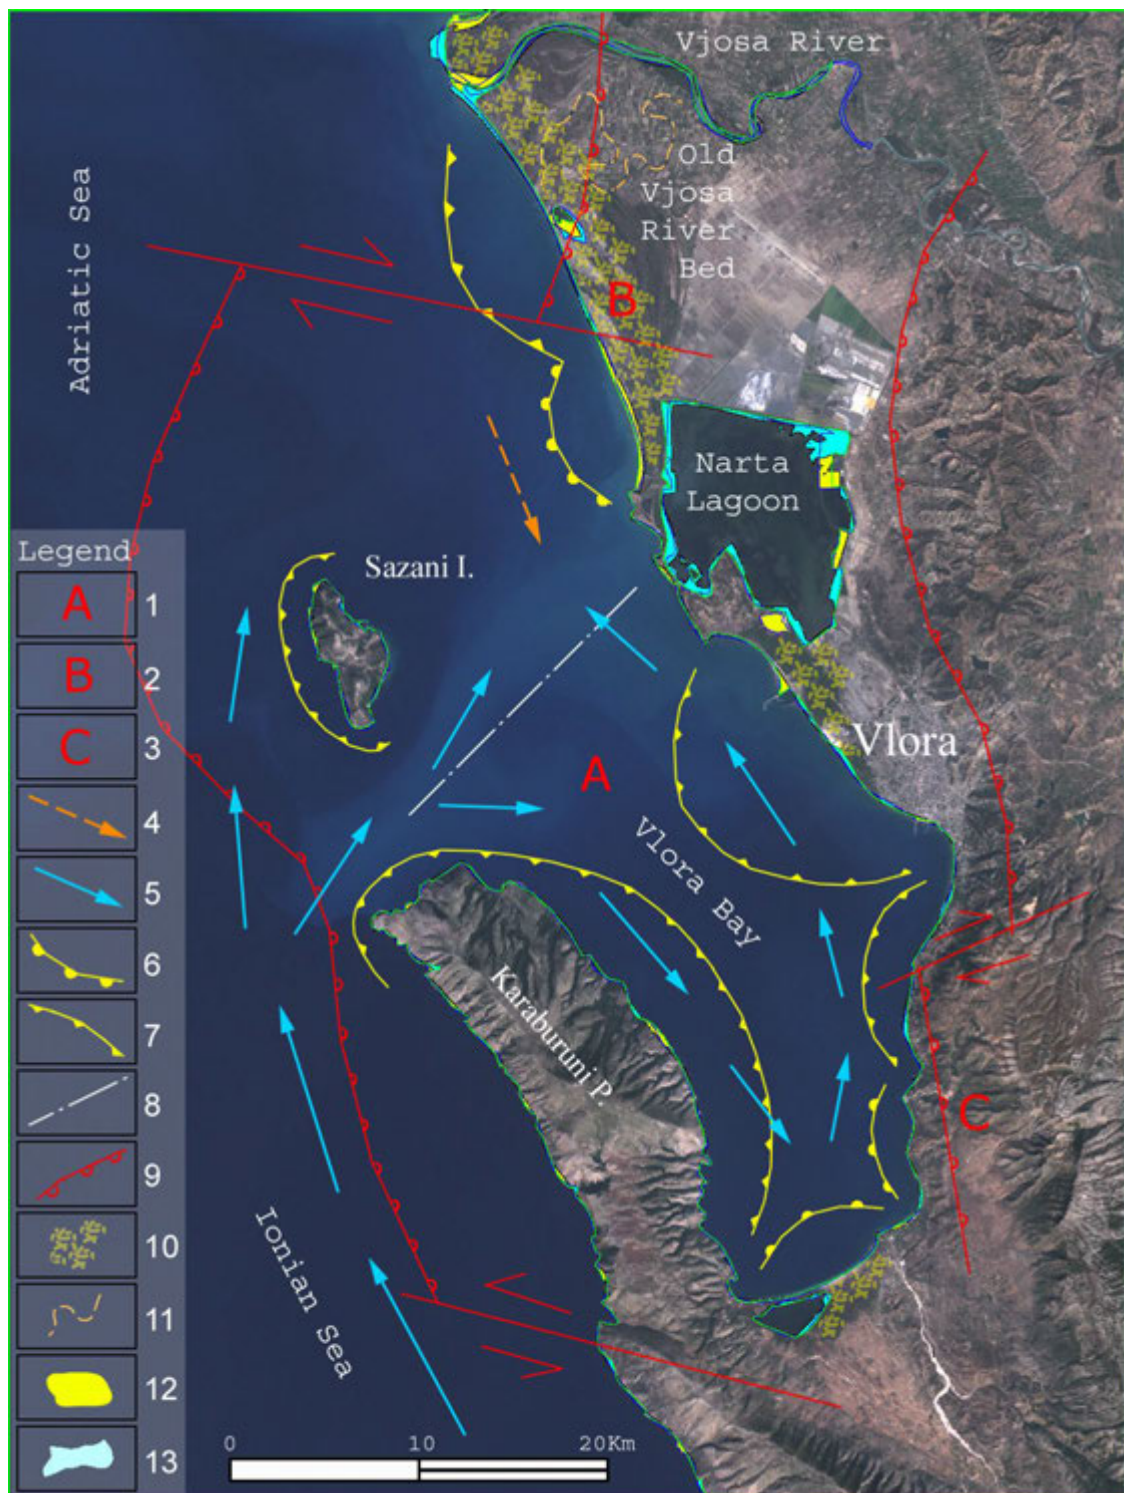 Vjosa River
Old
Vjosa
River
Bed
Adriatic Sea
B
Narta
Lagoon
Sazani I.
Legend
A 1
B 2
C 3
4
5
6
7
8
9
10
11
12
13
A
Vlora
Vlora Bay
Karaburuni P.
C
Ionian Sea
0 10 20Km